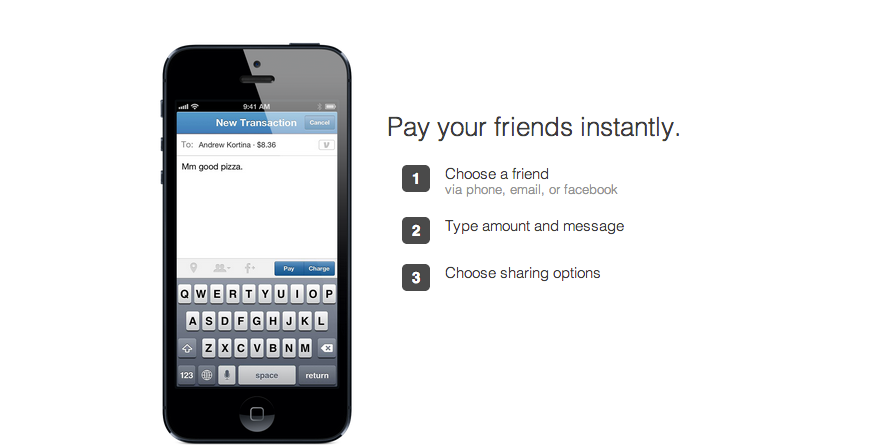 9:41 AM
New Transaction
Cancel
To: Andrew Kortina · $8.36
Mm good pizza.
Pay Charge
Q W E R T Y U I O P
A S D F G H J K L
Z X C V B N M
123 space return
Pay your friends instantly.
1 Choose a friend
via phone, email, or facebook
2 Type amount and message
3 Choose sharing options